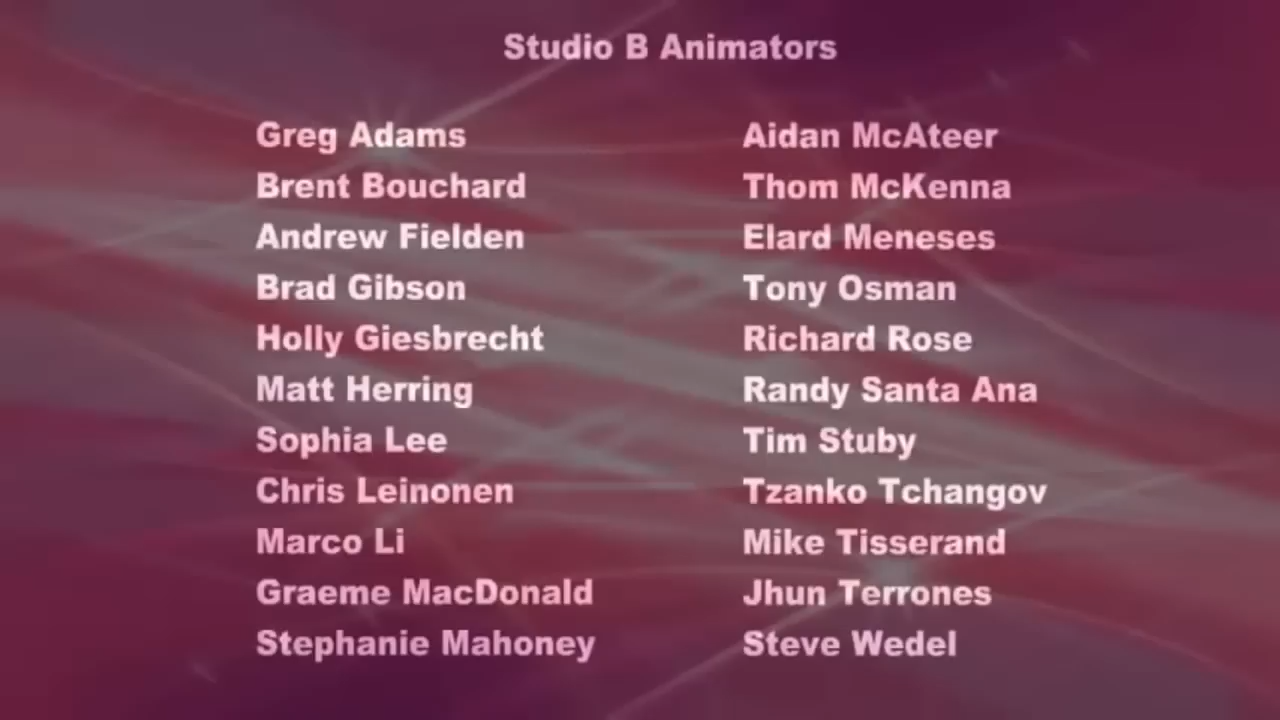 Studio B Animators
Greg Adams
Brent Bouchard
Andrew Fielden
Brad Gibson
Holly Giesbrecht
Matt Herring
Sophia Lee
Chris Leinonen
Marco Li
Graeme MacDonald
Stephanie Mahoney
Aidan McAteer
Thom McKenna
Elard Meneses
Tony Osman
Richard Rose
Randy Santa Ana
Tim Stuby
Tzanko Tchangov
Mike Tisserand
Jhun Terrones
Steve Wedel